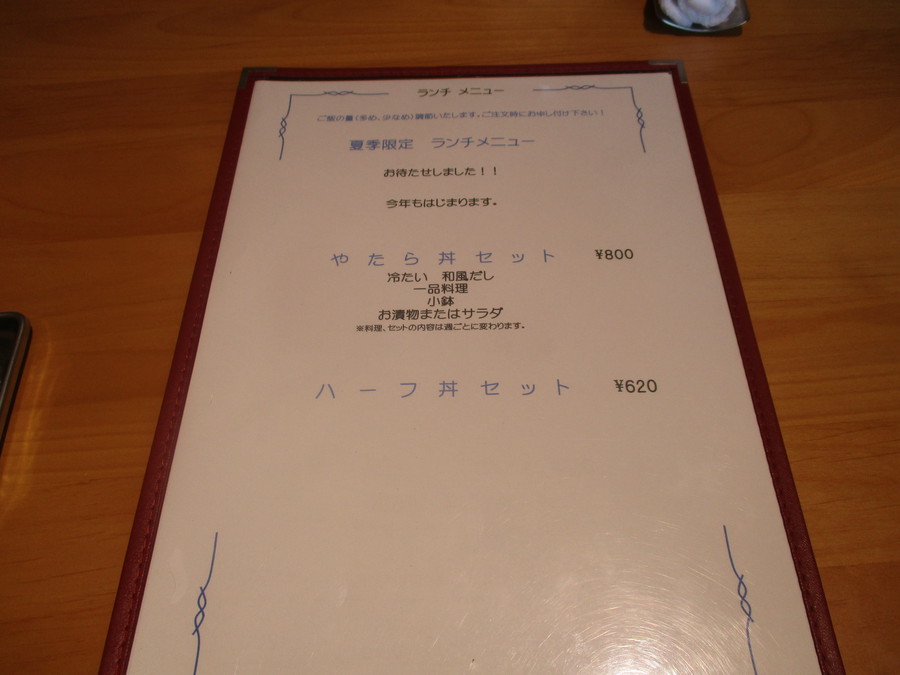 ランチ メニュー
ご飯の量(多め、少なめ)調節いたします。ご注文時にお申し付け下さい!
夏季限定 ランチメニュー
お待たせしました!!
今年もはじまります。
やたら丼セット ¥800
冷たい 和風だし
一品料理
小鉢
お漬物またはサラダ
※料理、セットの内容は週ごとに変わります。
ハーフ丼セット ¥620